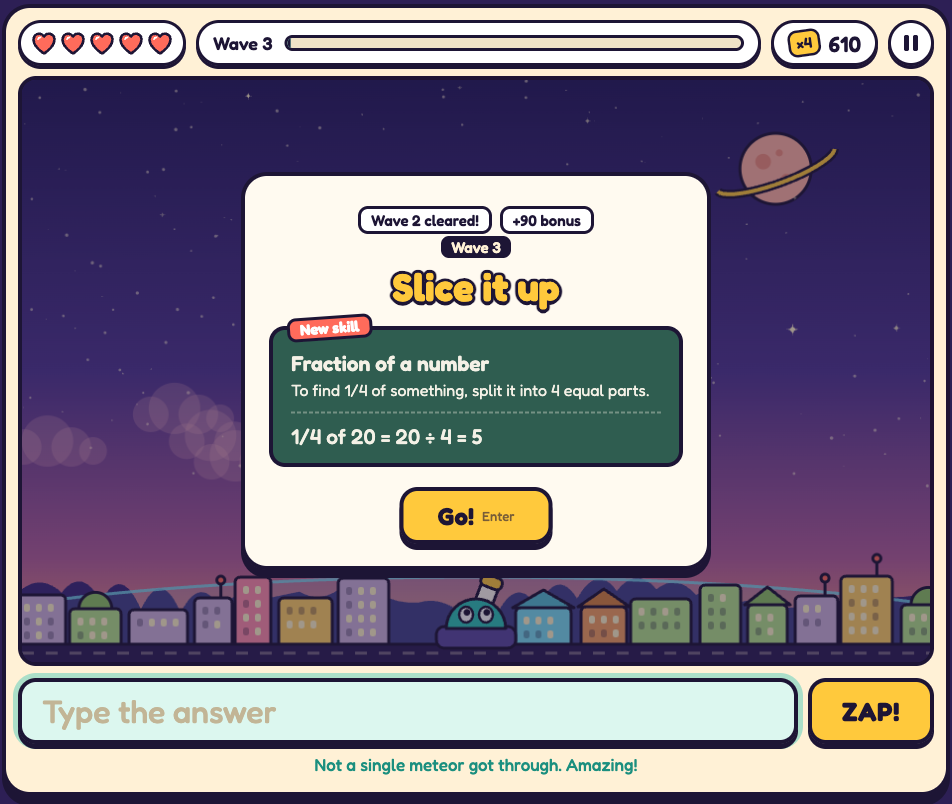 Wave 3
x4 610
Wave 2 cleared! +90 bonus
Wave 3
Slice it up
New skill
Fraction of a number
To find 1/4 of something, split it into 4 equal parts.
1/4 of 20 = 20 ÷ 4 = 5
Go! Enter
Type the answer
ZAP!
Not a single meteor got through. Amazing!